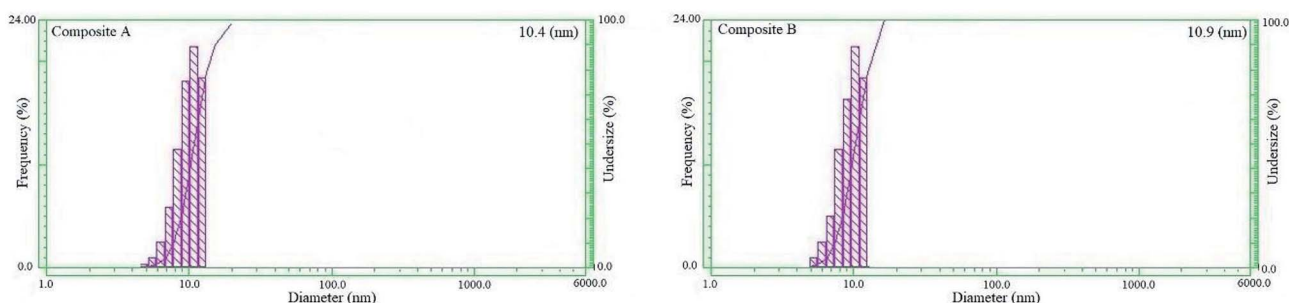 24.00
Composite A
10.4 (nm)
100.0
Frequency (%)
Undersize (%)
0.0
0.0
1.0
10.0
100.0
1000.0
6000.0
Diameter (nm)
24.00
Composite B
10.9 (nm)
100.0
Frequency (%)
Undersize (%)
0.0
0.0
1.0
10.0
100.0
1000.0
6000.0
Diameter (nm)